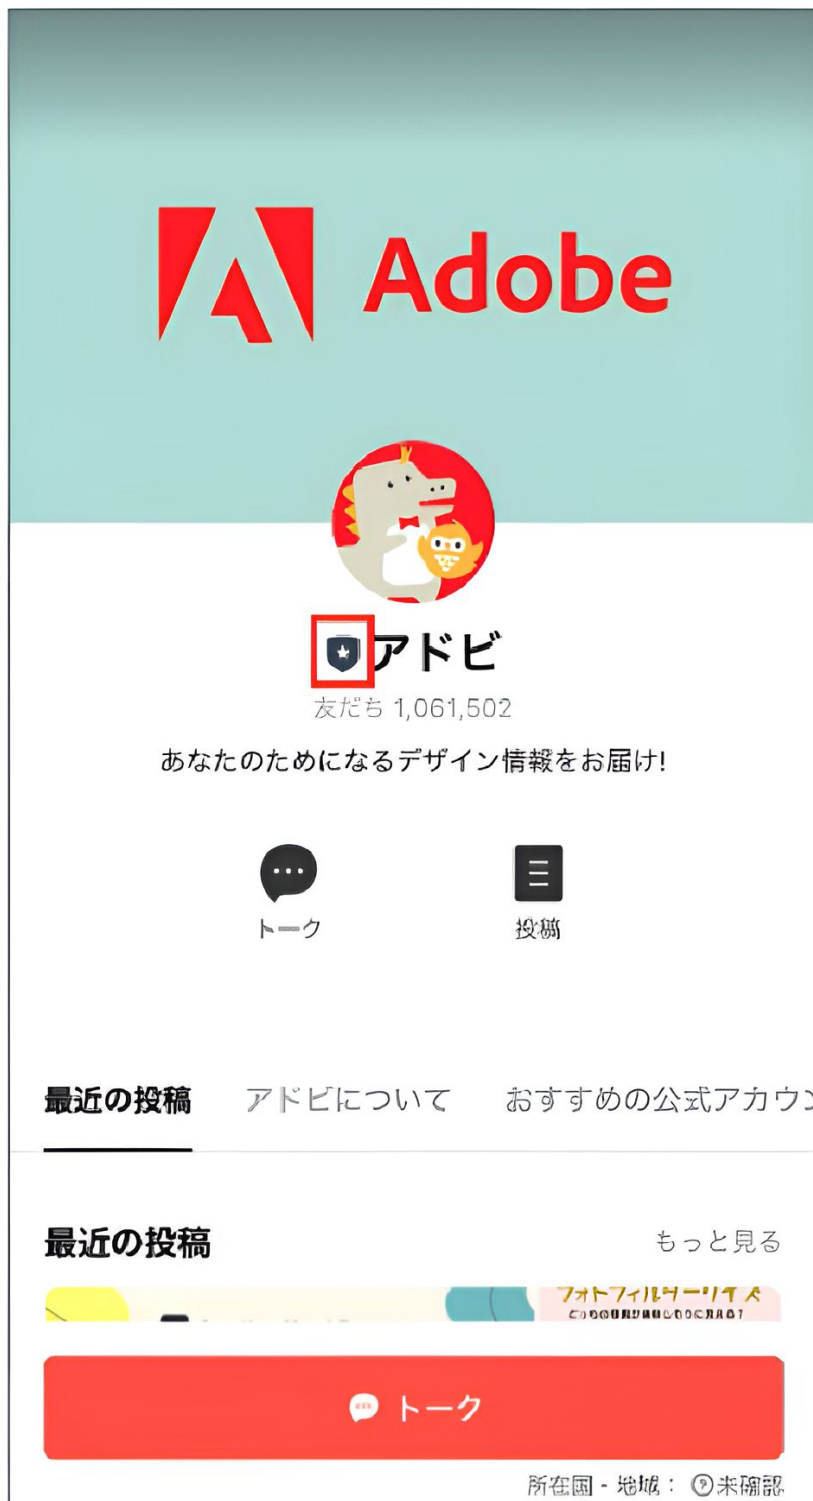 Adobe
アドビ
友だち 1,061,502
あなたのためになるデザイン情報をお届け!
トーク
投稿
最近の投稿
アドビについて
おすすめの公式アカウン
最近の投稿
もっと見る
フォトフィルタークイズ
トーク
所在国・地域： ?未確認